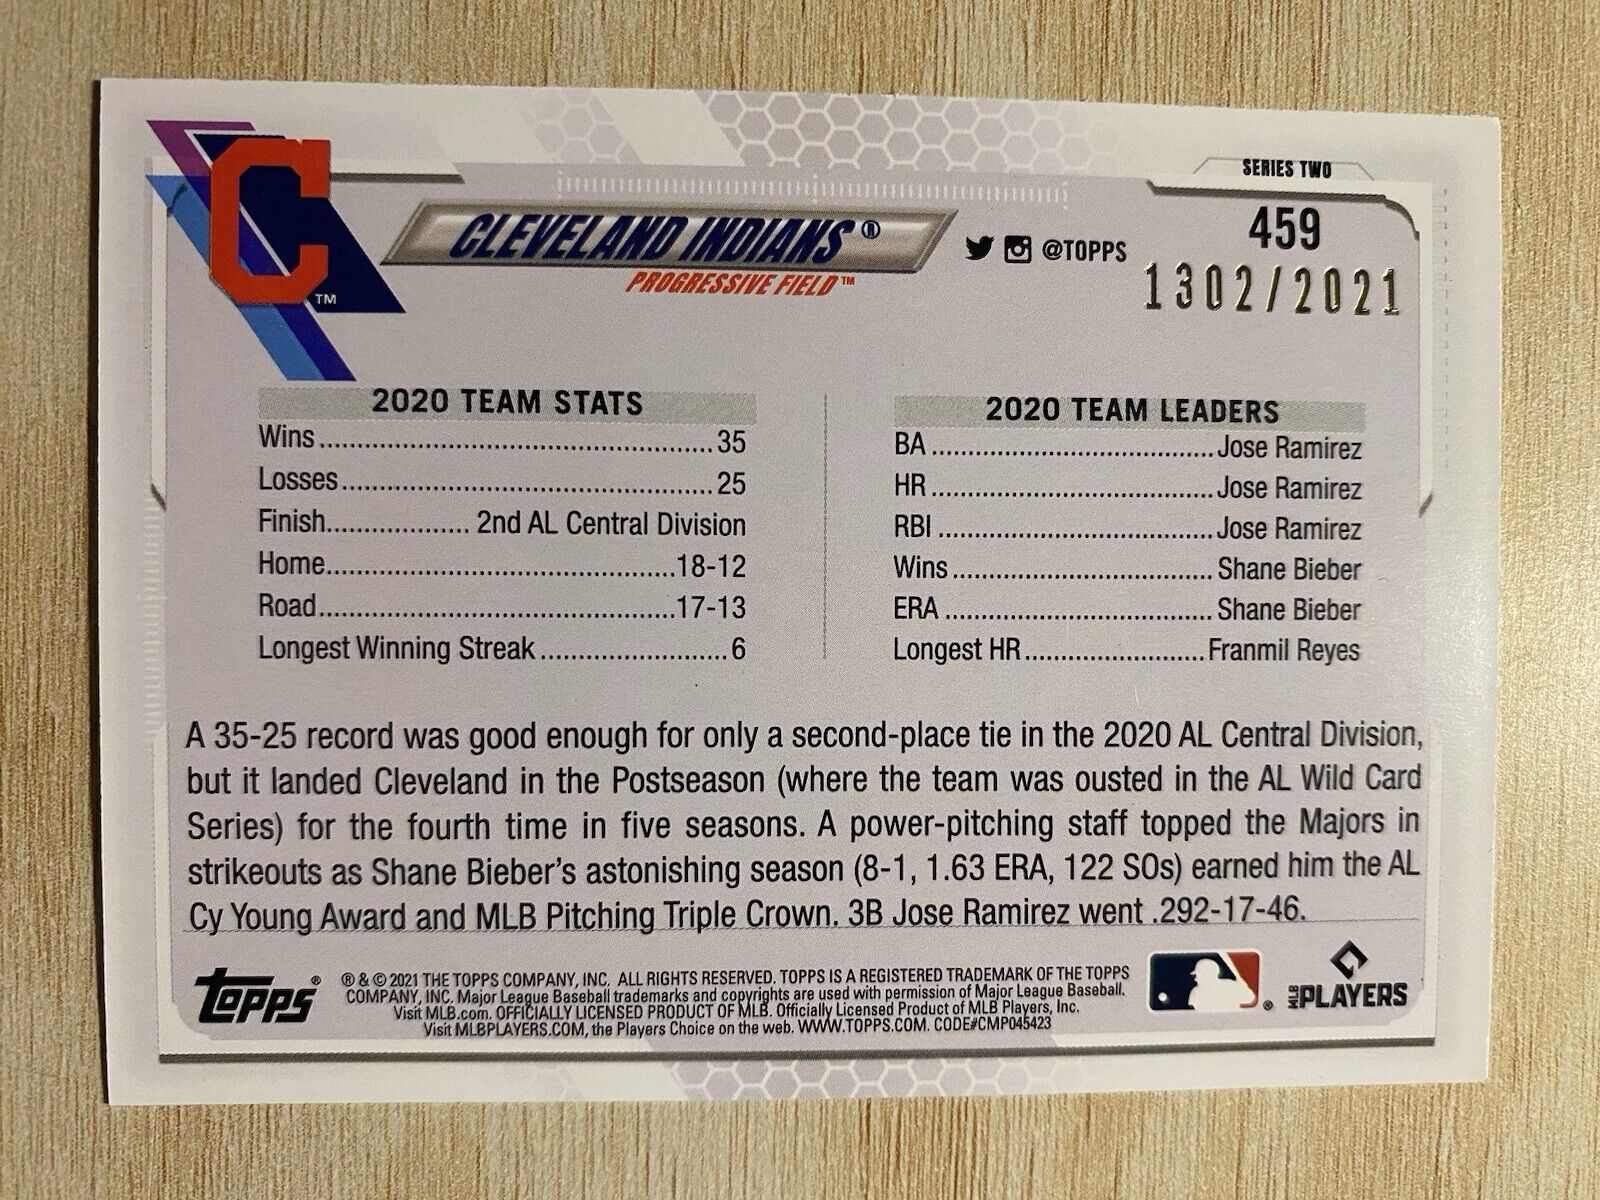 C
TM
SERIES TWO
CLEVELAND INDIANS®
PROGRESSIVE FIELD™
@TOPPS
459
1302/2021
2020 TEAM STATS
Wins 35
Losses 25
Finish 2nd AL Central Division
Home 18-12
Road 17-13
Longest Winning Streak 6
2020 TEAM LEADERS
BA Jose Ramirez
HR Jose Ramirez
RBI Jose Ramirez
Wins Shane Bieber
ERA Shane Bieber
Longest HR Franmil Reyes
A 35-25 record was good enough for only a second-place tie in the 2020 AL Central Division,
but it landed Cleveland in the Postseason (where the team was ousted in the AL Wild Card
Series) for the fourth time in five seasons. A power-pitching staff topped the Majors in
strikeouts as Shane Bieber's astonishing season (8-1, 1.63 ERA, 122 SOs) earned him the AL
Cy Young Award and MLB Pitching Triple Crown. 3B Jose Ramirez went .292-17-46.
TOPPS®
® & © 2021 THE TOPPS COMPANY, INC. ALL RIGHTS RESERVED. TOPPS IS A REGISTERED TRADEMARK OF THE TOPPS
COMPANY, INC. Major League Baseball trademarks and copyrights are used with permission of Major League Baseball.
Visit MLB.com. OFFICIALLY LICENSED PRODUCT OF MLB. Officially Licensed Product of MLB Players, Inc.
Visit MLBPLAYERS.COM, the Players Choice on the web. WWW.TOPPS.COM. CODE#CMP045423
®
MLB PLAYERS